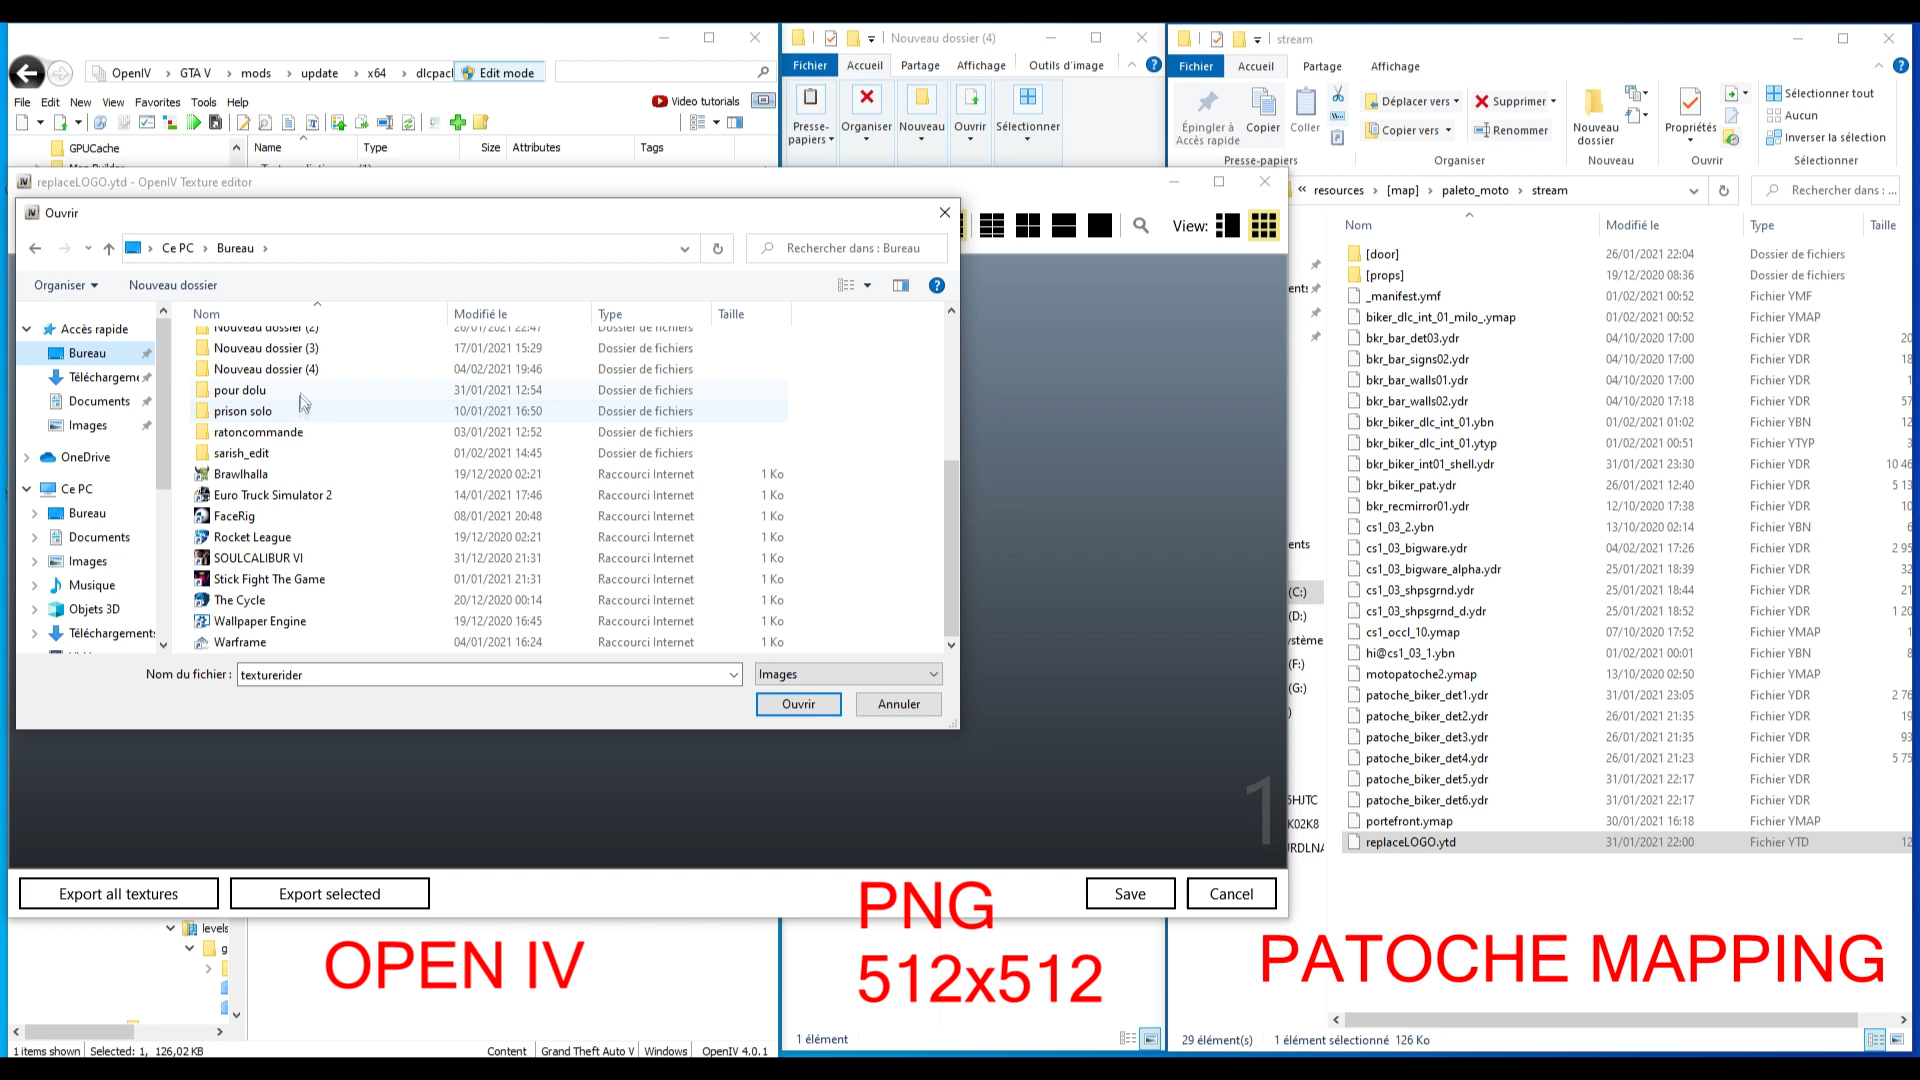 OpenIV
GTA V
mods
update
x64
Edit mode
File Edit New View Favorites Tools Help
Video tutorials
GPUCache
Name Type Size Attributes Tags
replaceLOGO.ytd - OpenIV Texture editor
View:
Ouvrir
Ce PC
Bureau
Rechercher dans : Bureau
Organiser
Nouveau dossier
Accès rapide
Bureau
Documents
Images
OneDrive
Ce PC
Bureau
Documents
Images
Musique
Objets 3D
Nom Modifié le Type Taille
Nouveau dossier (2) 26/01/2021 22:47 Dossier de fichiers
Nouveau dossier (3) 17/01/2021 15:29 Dossier de fichiers
Nouveau dossier (4) 04/02/2021 19:46 Dossier de fichiers
pour dolu 31/01/2021 12:54 Dossier de fichiers
prison solo 10/01/2021 16:50 Dossier de fichiers
ratoncommande 03/01/2021 12:52 Dossier de fichiers
sarish_edit 01/02/2021 14:45 Dossier de fichiers
Brawlhalla 19/12/2020 02:21 Raccourci Internet 1 Ko
Euro Truck Simulator 2 14/01/2021 17:46 Raccourci Internet 1 Ko
FaceRig 08/01/2021 20:48 Raccourci Internet 1 Ko
Rocket League 19/12/2020 02:21 Raccourci Internet 1 Ko
SOULCALIBUR VI 31/12/2020 21:31 Raccourci Internet 1 Ko
Stick Fight The Game 01/01/2021 21:31 Raccourci Internet 1 Ko
The Cycle 20/12/2020 00:14 Raccourci Internet 1 Ko
Wallpaper Engine 19/12/2020 16:45 Raccourci Internet 1 Ko
Warframe 04/01/2021 16:24 Raccourci Internet 1 Ko
Nom du fichier : texturerider
Images
Ouvrir
Annuler
1
Export all textures
Export selected
Save
Cancel
levels
OPEN IV
1 items shown Selected: 1, 126,02 KB
Content Grand Theft Auto V Windows OpenIV 4.0.1
Nouveau dossier (4)
Fichier Accueil Partage Affichage Outils d'image
Presse-
papiers
Organiser
Nouveau
Ouvrir
Sélectionner
PNG
512x512
1 élément
stream
Fichier Accueil Partage Affichage
Épingler à
Accès rapide
Copier
Coller
Déplacer vers
Copier vers
Supprimer
Renommer
Nouveau
dossier
Propriétés
Sélectionner tout
Aucun
Inverser la sélection
Presse-papiers Organiser Nouveau Ouvrir Sélectionner
resources
[map]
paleto_moto
stream
Rechercher dans : ...
(C:)
(D:)
(F:)
(G:)
Nom Modifié le Type Taille
[door] 26/01/2021 22:04 Dossier de fichiers
[props] 19/12/2020 08:36 Dossier de fichiers
_manifest.ymf 01/02/2021 00:52 Fichier YMF
biker_dlc_int_01_milo_.ymap 01/02/2021 00:52 Fichier YMAP
bkr_bar_det03.ydr 04/10/2020 17:00 Fichier YDR
bkr_bar_signs02.ydr 04/10/2020 17:00 Fichier YDR
bkr_bar_walls01.ydr 04/10/2020 17:00 Fichier YDR
bkr_bar_walls02.ydr 04/10/2020 17:18 Fichier YDR
bkr_biker_dlc_int_01.ybn 01/02/2021 01:02 Fichier YBN
bkr_biker_dlc_int_01.ytyp 01/02/2021 00:51 Fichier YTYP
bkr_biker_int01_shell.ydr 31/01/2021 23:30 Fichier YDR
bkr_biker_pat.ydr 26/01/2021 12:40 Fichier YDR
bkr_recmirror01.ydr 12/10/2020 17:38 Fichier YDR
cs1_03_2.ybn 13/10/2020 02:14 Fichier YBN
cs1_03_bigware.ydr 04/02/2021 17:26 Fichier YDR
cs1_03_bigware_alpha.ydr 25/01/2021 18:39 Fichier YDR
cs1_03_shpsgrnd.ydr 25/01/2021 18:44 Fichier YDR
cs1_03_shpsgrnd_d.ydr 25/01/2021 18:52 Fichier YDR
cs1_occl_10.ymap 07/10/2020 17:52 Fichier YMAP
hi@cs1_03_1.ybn 01/02/2021 00:01 Fichier YBN
motopatoche2.ymap 13/10/2020 02:50 Fichier YMAP
patoche_biker_det1.ydr 31/01/2021 23:05 Fichier YDR
patoche_biker_det2.ydr 26/01/2021 21:35 Fichier YDR
patoche_biker_det3.ydr 26/01/2021 21:35 Fichier YDR
patoche_biker_det4.ydr 26/01/2021 21:23 Fichier YDR
patoche_biker_det5.ydr 31/01/2021 22:17 Fichier YDR
patoche_biker_det6.ydr 31/01/2021 22:17 Fichier YDR
portefront.ymap 30/01/2021 16:18 Fichier YMAP
replaceLOGO.ytd 31/01/2021 22:00 Fichier YTD
PATOCHE MAPPING
29 élément(s) 1 élément sélectionné 126 Ko